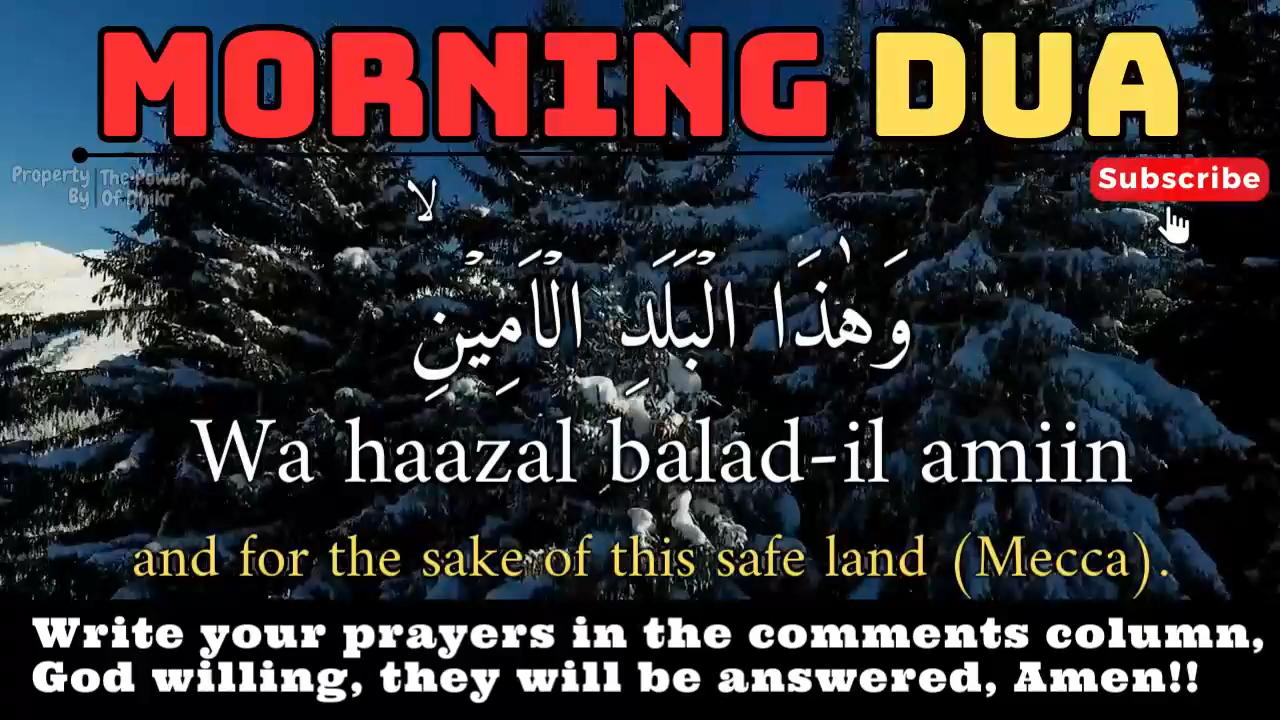 MORNING DUA
Property By
The Power Of Dhikr
Subscribe
وَهٰذَا الْبَلَدِ الْاَمِيْنِۙ
Wa haazal balad-il amiin
and for the sake of this safe land (Mecca).
Write your prayers in the comments column,
God willing, they will be answered, Amen!!